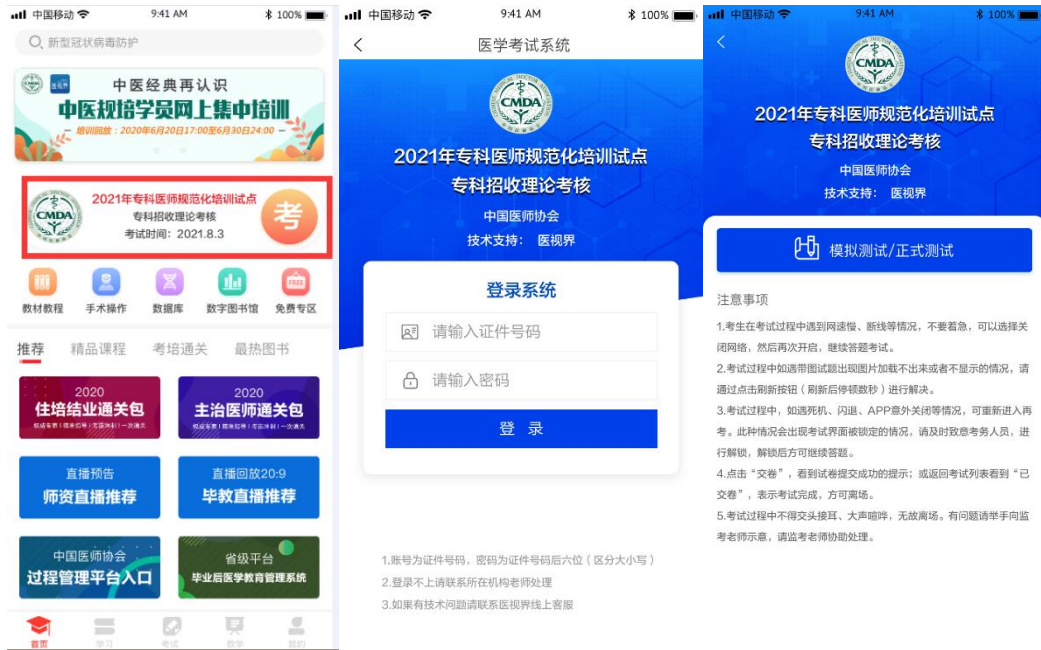 中国移动
9:41 AM
100%
新型冠状病毒防护
中医经典再认识
中医规培学员网上集中培训
培训回放：2020年6月20日17:00至6月30日24:00
CMDA
2021年专科医师规范化培训试点
专科招收理论考核
考试时间：2021.8.3
考
FREE
教材教程 手术操作 数据库 数字图书馆 免费专区
推荐 精品课程 考培通关 最热图书
2020
住培结业通关包
2020
主治医师通关包
直播预告
师资直播推荐
直播回放20:9
毕教直播推荐
中国医师协会
过程管理平台入口
省级平台
毕业后医学教育管理系统
首页 学习 考试 教学 我的
中国移动
9:41 AM
100%
医学考试系统
CMDA
2021年专科医师规范化培训试点
专科招收理论考核
中国医师协会
技术支持： 医视界
登录系统
请输入证件号码
请输入密码
登 录
1.账号为证件号码，密码为证件号码后六位（区分大小写）
2.登录不上请联系所在机构老师处理
3.如果有技术问题请联系医视界线上客服
中国移动
9:41 AM
100%
CMDA
2021年专科医师规范化培训试点
专科招收理论考核
中国医师协会
技术支持： 医视界
模拟测试/正式测试
注意事项
1.考生在考试过程中遇到网速慢、断线等情况，不要着急，可以选择关
闭网络，然后再次开启，继续答题考试。
2.考试过程中如遇带图试题出现图片加载不出来或者不显示的情况，请
通过点击刷新按钮（刷新后停顿数秒）进行解决。
3.考试过程中，如遇死机、闪退、APP意外关闭等情况，可重新进入再
考。此种情况会出现考试界面被锁定的情况，请及时致意考务人员，进
行解锁，解锁后方可继续答题。
4.点击“交卷”，看到试卷提交成功的提示；或返回考试列表看到“已
交卷”，表示考试完成，方可离场。
5.考试过程中不得交头接耳、大声喧哗，无故离场。有问题请举手向监
考老师示意，请监考老师协助处理。